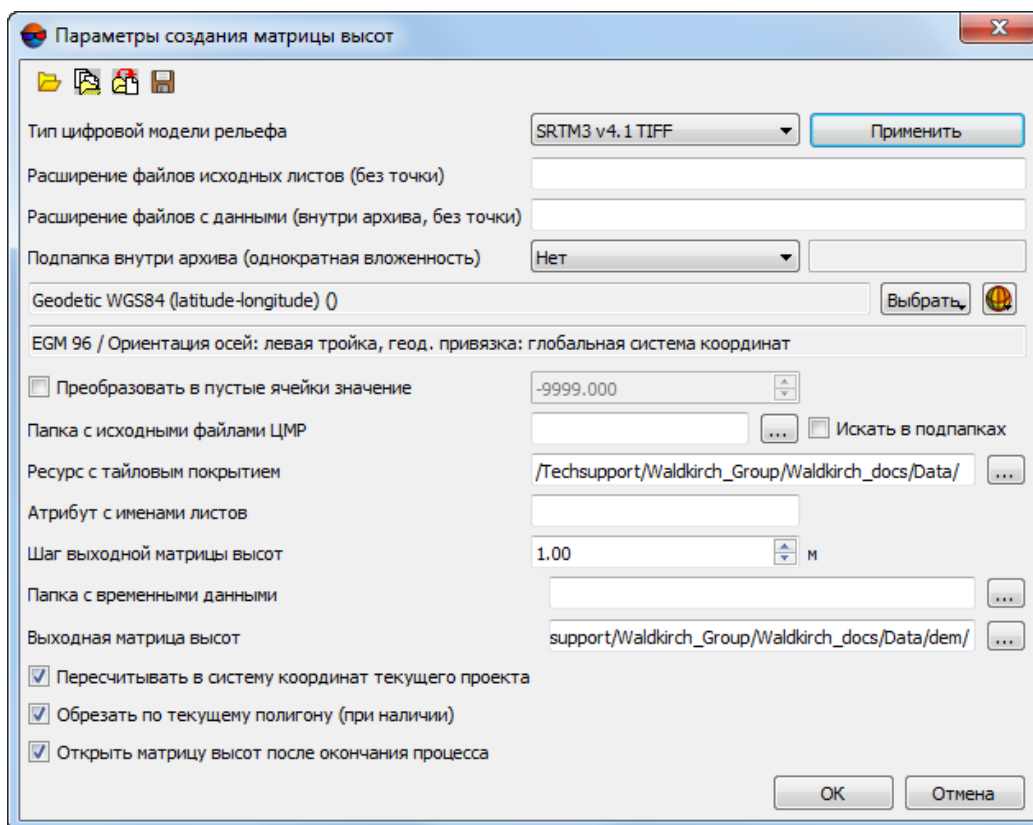 Параметры создания матрицы высот
Тип цифровой модели рельефа SRTM3 v4.1 TIFF Применить
Расширение файлов исходных листов (без точки)
Расширение файлов с данными (внутри архива, без точки)
Подпапка внутри архива (однократная вложенность) Нет
Geodetic WGS84 (latitude-longitude) () Выбрать
EGM 96 / Ориентация осей: левая тройка, геод. привязка: глобальная система координат
Преобразовать в пустые ячейки значение -9999.000
Папка с исходными файлами ЦМР ... Искать в подпапках
Ресурс с тайловым покрытием /Techsupport/Waldkirch_Group/Waldkirch_docs/Data/ ...
Атрибут с именами листов
Шаг выходной матрицы высот 1.00 м
Папка с временными данными ...
Выходная матрица высот support/Waldkirch_Group/Waldkirch_docs/Data/dem/ ...
Пересчитывать в систему координат текущего проекта
Обрезать по текущему полигону (при наличии)
Открыть матрицу высот после окончания процесса
ОК Отмена